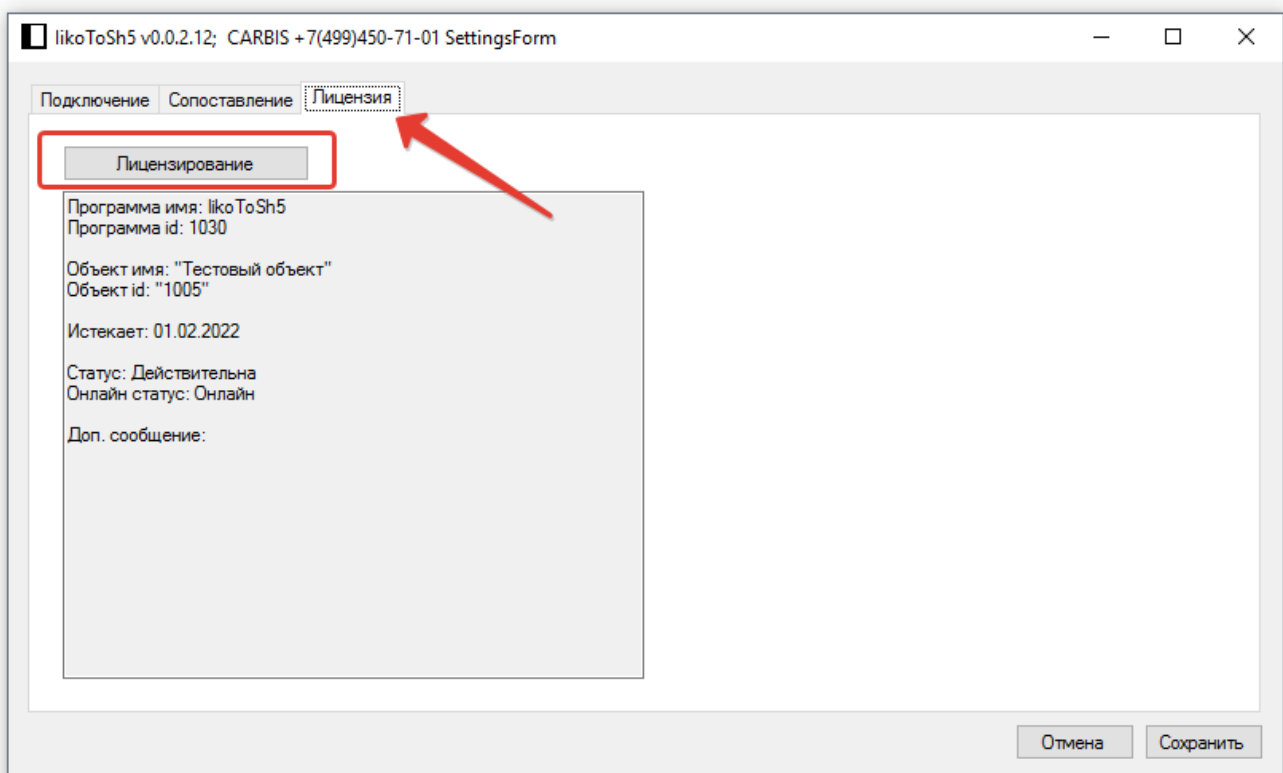 IikoToSh5 v0.0.2.12; CARBIS +7(499)450-71-01 SettingsForm
Подключение Сопоставление Лицензия
Лицензирование
Программа имя: IikoToSh5
Программа id: 1030
Объект имя: "Тестовый объект"
Объект id: "1005"
Истекает: 01.02.2022
Статус: Действительна
Онлайн статус: Онлайн
Доп. сообщение:
Отмена Сохранить